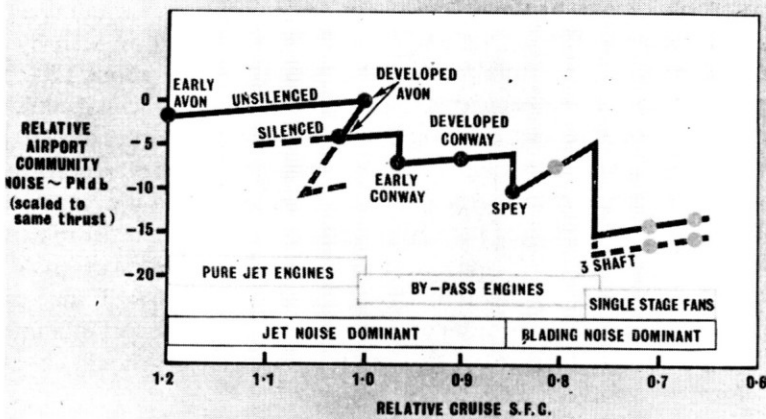 DEVELOPED
AVON
EARLY
AVON
UNSILENCED
SILENCED
DEVELOPED
CONWAY
EARLY
CONWAY
SPEY
3 SHAFT
RELATIVE
AIRPORT
COMMUNITY
NOISE ~ PNdb
(scaled to
same thrust)
0
-5
-10
-15
-20
PURE JET ENGINES
BY-PASS ENGINES
SINGLE STAGE FANS
JET NOISE DOMINANT
BLADING NOISE DOMINANT
1·2
1·1
1·0
0·9
0·8
0·7
0·6
RELATIVE CRUISE S.F.C.